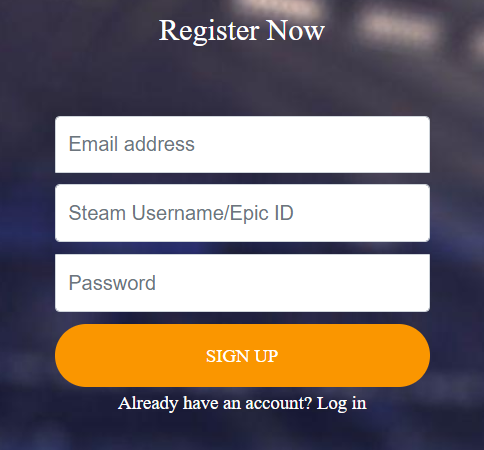 Register Now
Email address
Steam Username/Epic ID
Password
SIGN UP
Already have an account? Log in